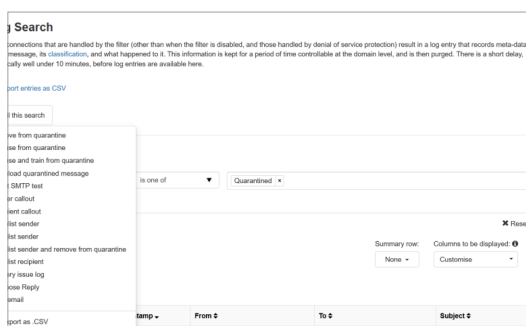 g Search
connections that are handled by the filter (other than when the filter is disabled, and those handled by denial of service protection) result in a log entry that records meta-data
message, its classification, and what happened to it. This information is kept for a period of time controllable at the domain level, and is then purged. There is a short delay,
cally well under 10 minutes, before log entries are available here.
port entries as CSV
l this search
ve from quarantine
se from quarantine
se and train from quarantine
load quarantined message
t SMTP test
er callout
ient callout
list sender
list sender
list sender and remove from quarantine
list recipient
ry issue log
ose Reply
email
xport as .CSV
is one of
Quarantined ×
✖ Rese
Summary row:
Columns to be displayed:
None
Customise
tamp
From
To
Subject